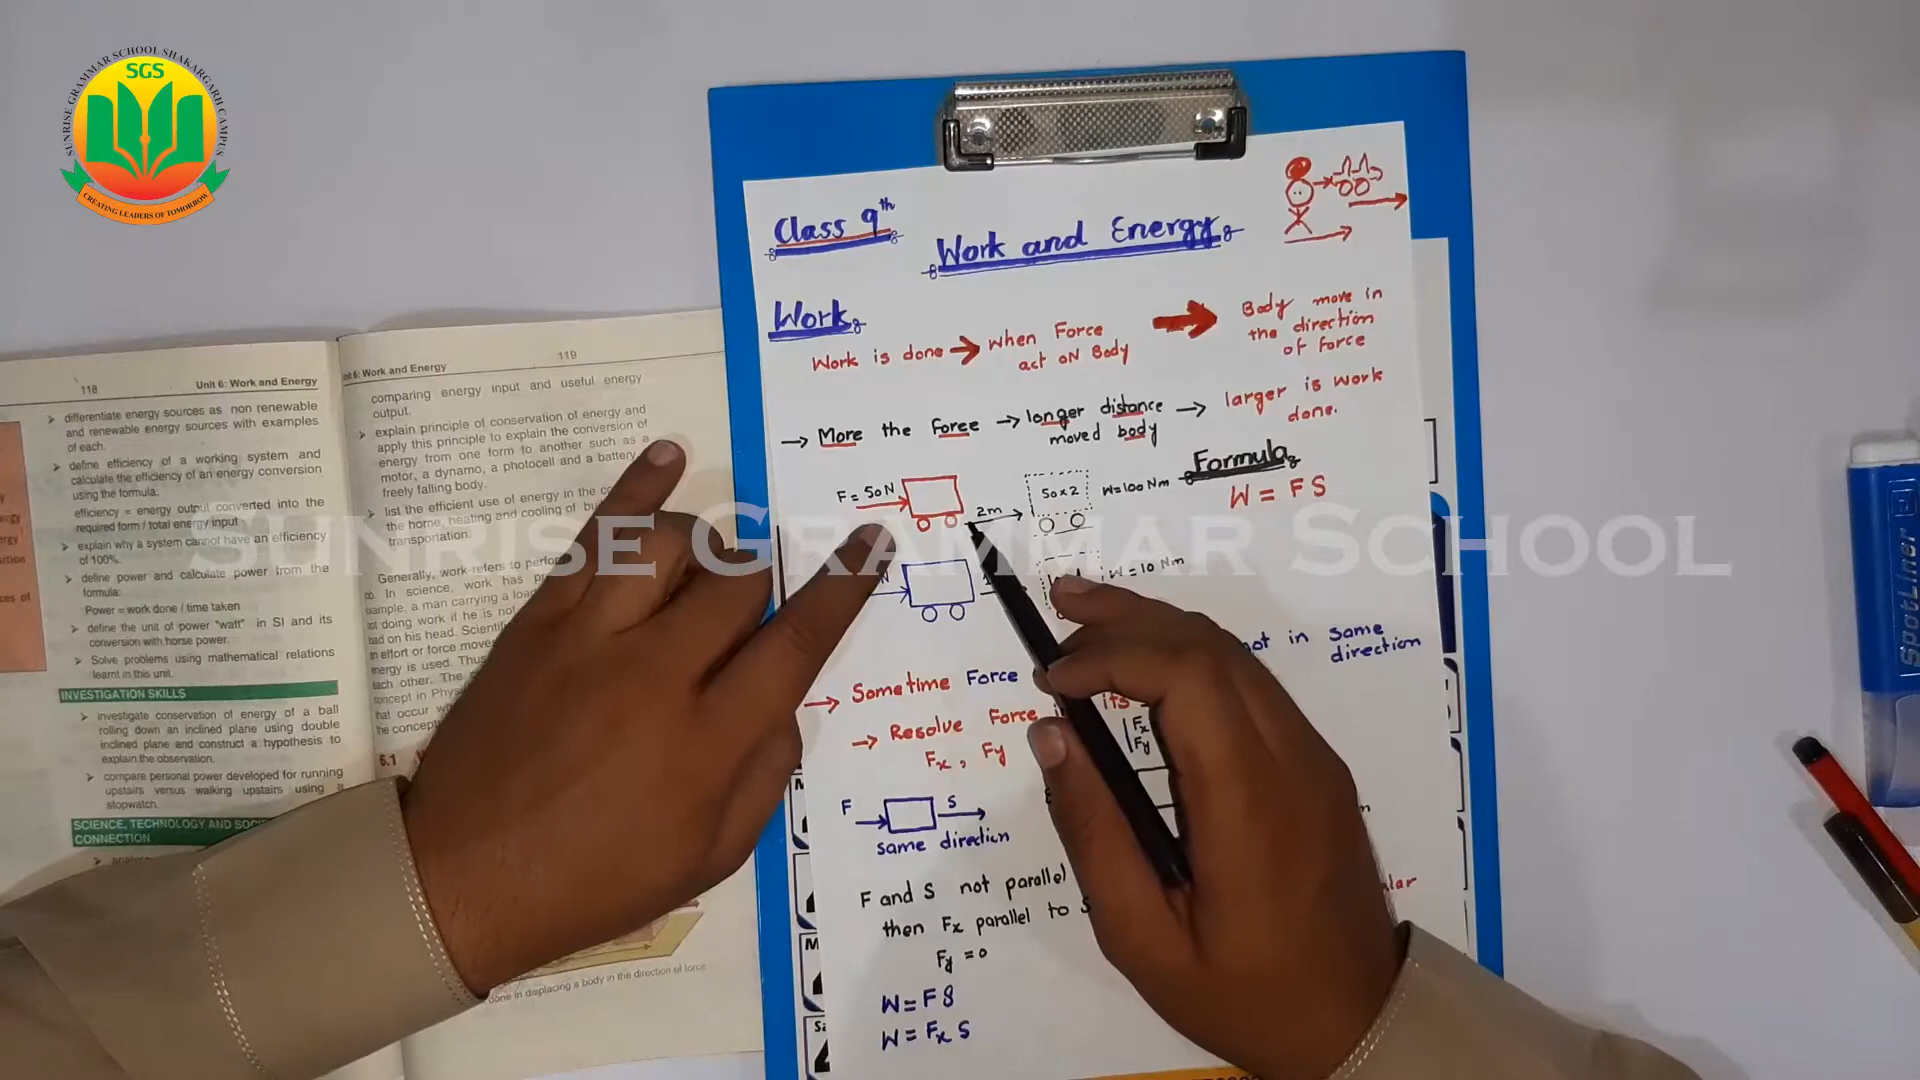 SUNRISE GRAMMAR SCHOOL SHAKARGARH CAMPUS
SGS
CREATING LEADERS OF TOMORROW
Class 9th
Work and Energy
Work
Work is done → when Force
act oN Body
Body move in
the direction
of force
→ More the force → longer distance
moved body
→ larger is work
done.
Formula
W = FS
F = 50N
2m
50x2
W=100 Nm
N
W = 10 Nm
→ Sometime Force
not in same
direction
→ Resolve Force
its
Fx , Fy
Fx
Fy
F
S
same direction
F and S not parallel
then Fx parallel to S
Fy = 0
W = FS
W = Fx S
118
Unit 6: Work and Energy
differentiate energy sources as non renewable
and renewable energy sources with examples
of each.
define efficiency of a working system and
calculate the efficiency of an energy conversion
using the formula:
efficiency = energy output converted into the
required form / total energy input
explain why a system cannot have an efficiency
of 100%.
define power and calculate power from the
formula:
Power = work done / time taken
define the unit of power "watt" in SI and its
conversion with horse power.
Solve problems using mathematical relations
learnt in this unit.
INVESTIGATION SKILLS
investigate conservation of energy of a ball
rolling down an inclined plane using double
inclined plane and construct a hypothesis to
explain the observation.
compare personal power developed for running
upstairs versus walking upstairs using a
stopwatch.
SCIENCE, TECHNOLOGY AND
CONNECTION
119
6: Work and Energy
comparing energy input and useful energy
output.
explain principle of conservation of energy and
apply this principle to explain the conversion of
energy from one form to another such as a
motor, a dynamo, a photocell and a battery,
freely falling body.
list the efficient use of energy in the
the home, heating and cooling of
transportation.
Generally, work refers to
In science, work has
a man carrying a
not doing work if he is not
on his head.
an effort or force
energy is used.
each other. The
concept in
that occur
the
6.1
done in displacing a body in the direction of force
SUNRISE GRAMMAR SCHOOL
SPOTLiner